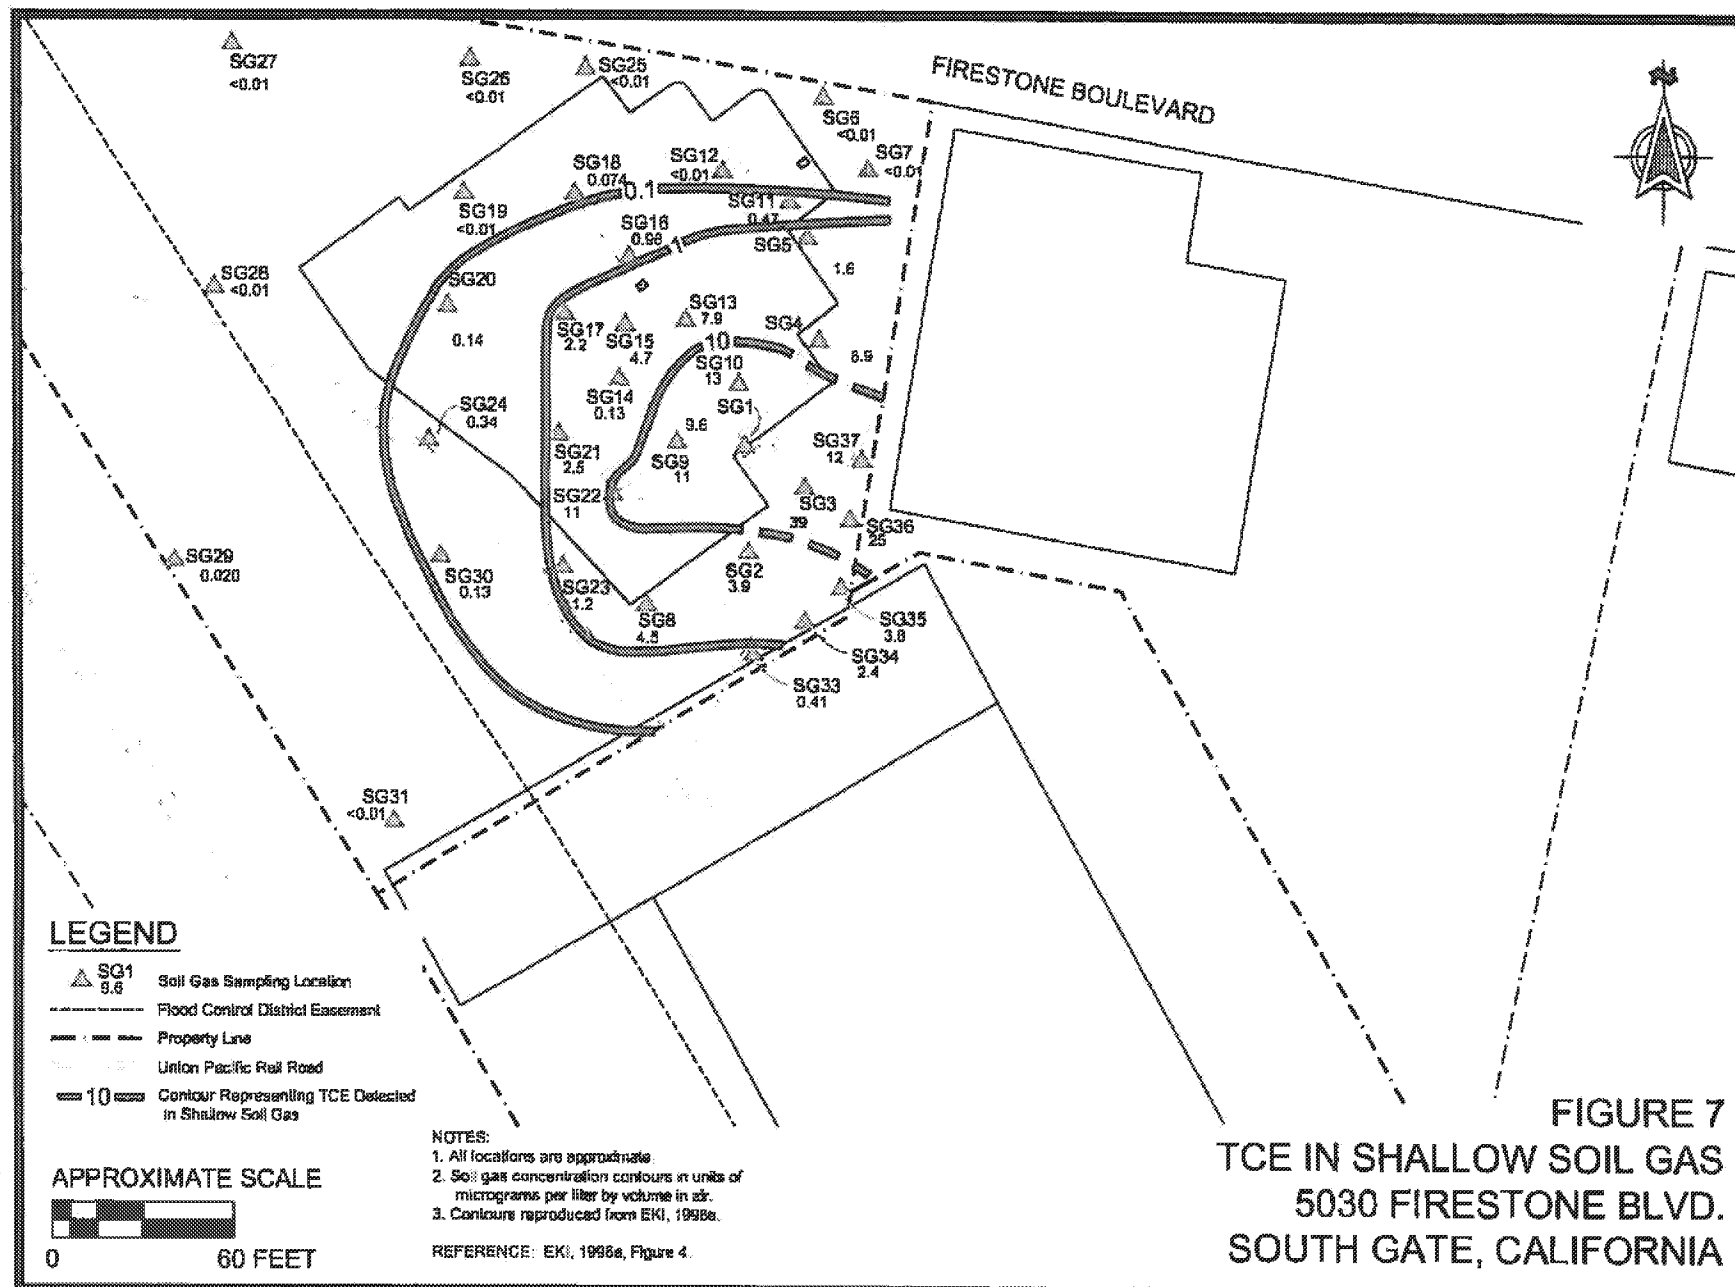 FIRESTONE BOULEVARD
N
SG27
<0.01
SG26
<0.01
SG25
<0.01
SG6
<0.01
SG7
<0.01
SG12
<0.01
SG18
0.074
0.1
SG19
<0.01
SG11
0.47
SG16
0.98
1
SG5
1.6
SG28
<0.01
SG20
0.14
SG17
2.2
SG15
4.7
SG13
7.9
SG4
8.9
10
SG10
13
SG14
0.13
SG1
9.6
SG24
0.34
SG21
2.5
SG9
11
SG37
12
SG22
11
SG3
39
SG36
25
SG29
0.020
SG30
0.13
SG23
1.2
SG2
3.9
SG8
4.5
SG35
3.8
SG34
2.4
SG33
0.41
SG31
<0.01
LEGEND
SG1
9.6
Soil Gas Sampling Location
Flood Control District Easement
Property Line
Union Pacific Rail Road
10
Contour Representing TCE Detected
in Shallow Soil Gas
APPROXIMATE SCALE
0 60 FEET
NOTES:
1. All locations are approximate.
2. Soil gas concentration contours in units of
micrograms per liter by volume in air.
3. Contours reproduced from EKI, 1998a.
REFERENCE: EKI, 1998a, Figure 4.
FIGURE 7
TCE IN SHALLOW SOIL GAS
5030 FIRESTONE BLVD.
SOUTH GATE, CALIFORNIA